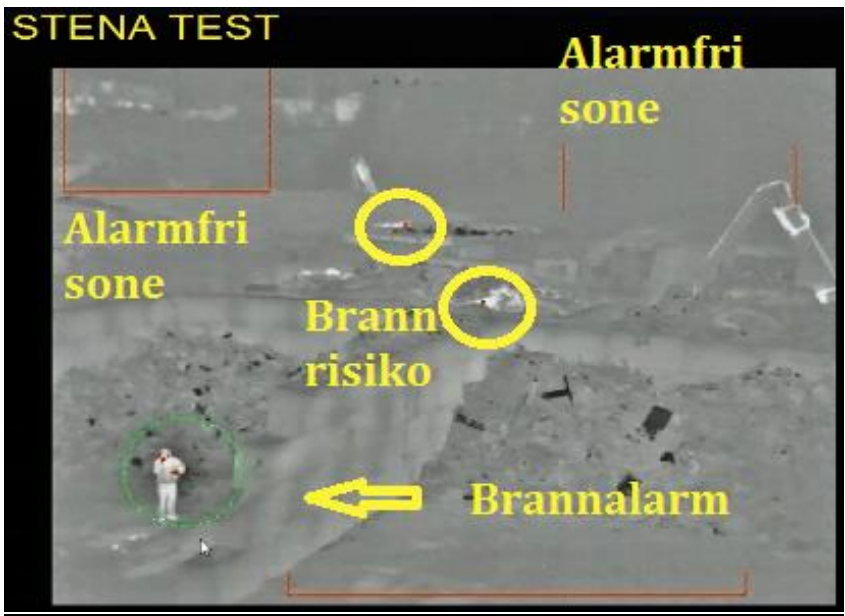 STENA TEST
Alarmfri
sone
Alarmfri
sone
Brann
risiko
Brannalarm